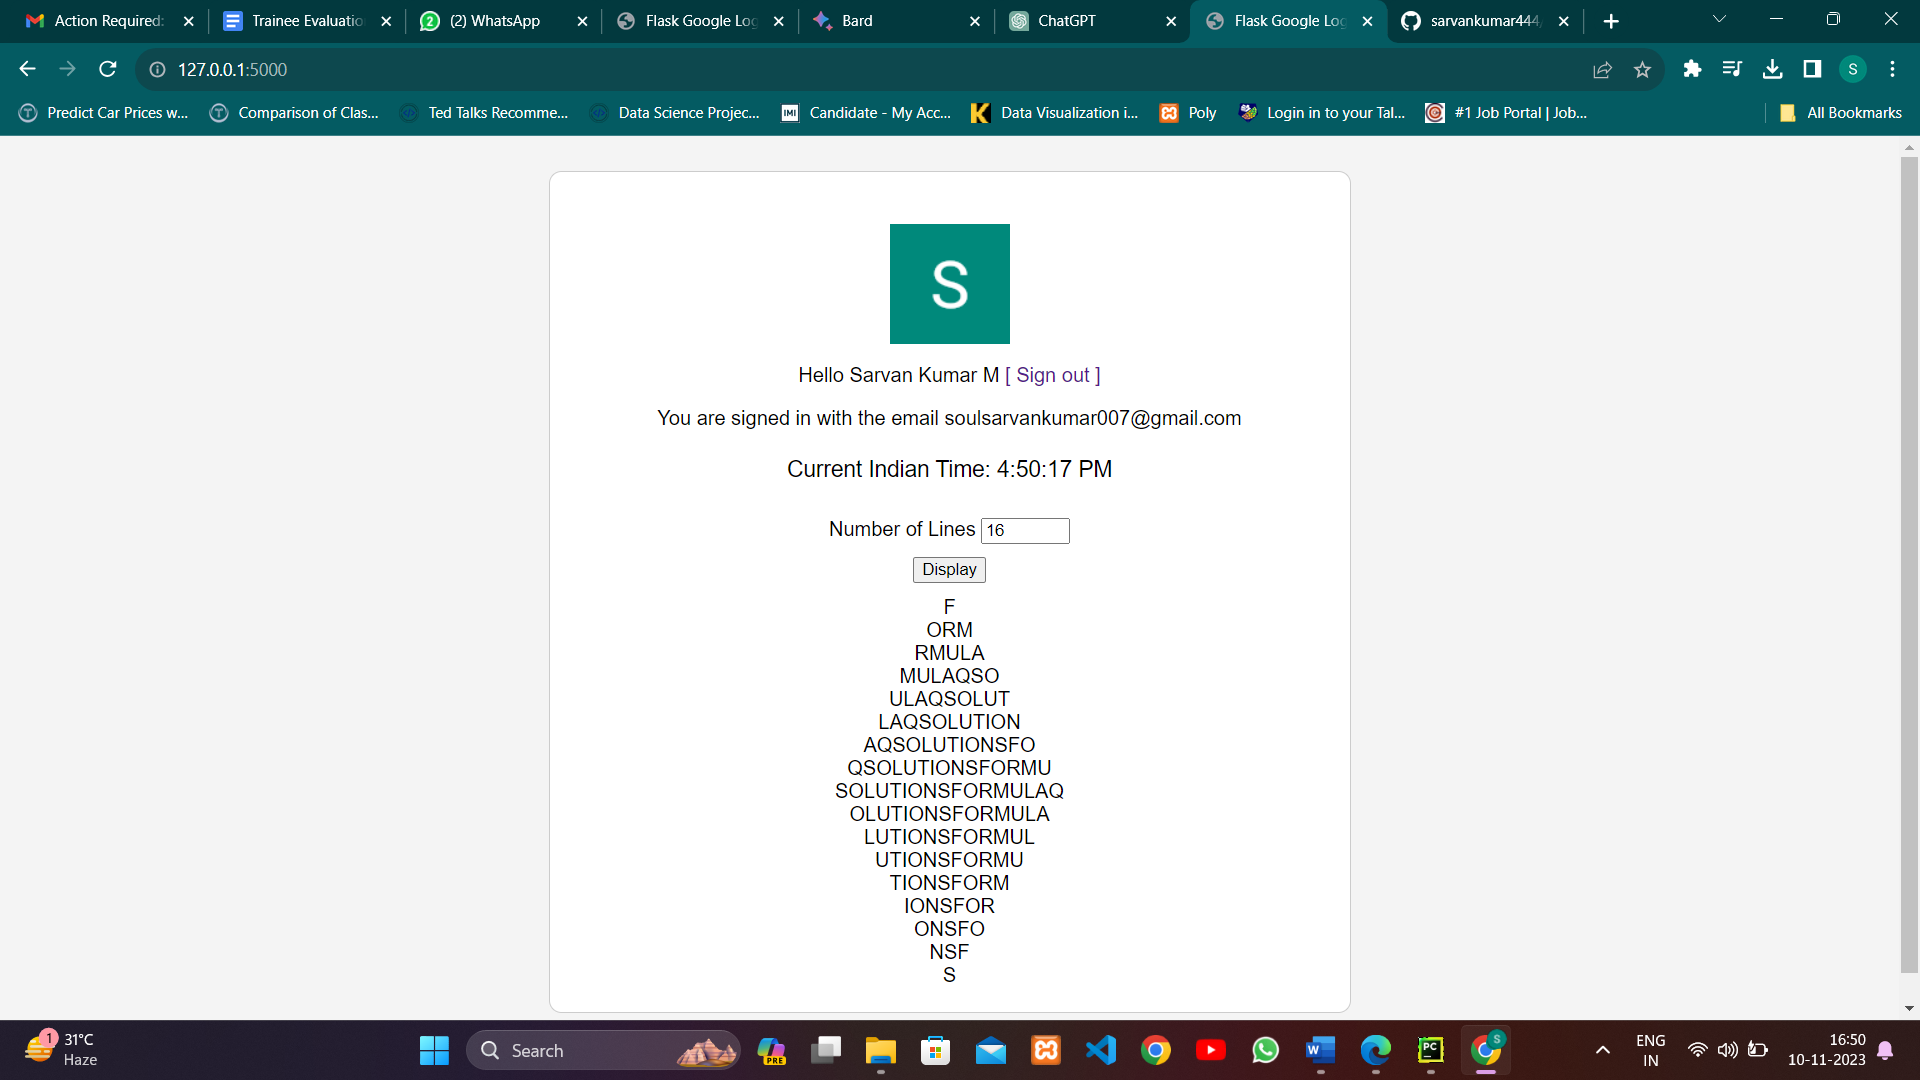 Action Required:
Trainee Evaluatio
(2) WhatsApp
Flask Google Log
Bard
ChatGPT
Flask Google Log
sarvankumar444
127.0.0.1:5000
S
Predict Car Prices w...
Comparison of Clas...
Ted Talks Recomme...
Data Science Projec...
IMI
Candidate - My Acc...
Data Visualization i...
Poly
Login in to your Tal...
#1 Job Portal | Job...
All Bookmarks
S
Hello Sarvan Kumar M [ Sign out ]
You are signed in with the email soulsarvankumar007@gmail.com
Current Indian Time: 4:50:17 PM
Number of Lines 16
Display
F
ORM
RMULA
MULAQSO
ULAQSOLUT
LAQSOLUTION
AQSOLUTIONSFO
QSOLUTIONSFORMU
SOLUTIONSFORMULAQ
OLUTIONSFORMULA
LUTIONSFORMUL
UTIONSFORMU
TIONSFORM
IONSFOR
ONSFO
NSF
S
1
31°C
Haze
Search
PRE
W
PC
S
ENG
IN
16:50
10-11-2023